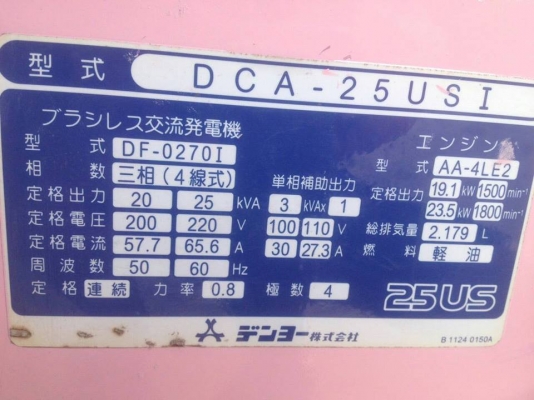 型式 DCA-25USI
ブラシレス交流発電機
型式 DF-0270I
相数 三相(4線式)
定格出力 20 25 kVA
定格電圧 200 220 V
定格電流 57.7 65.6 A
周波数 50 60 Hz
定格 連続 力率 0.8 極数 4
単相補助出力
3 kVAx 1
100 110 V
30 27.3 A
エンジン
型式 AA-4LE2
定格出力 19.1 kW 1500 min⁻¹
23.5 kW 1800 min⁻¹
総排気量 2.179 L
燃料 軽油
25US
デンヨー株式会社
B 1124 0150A